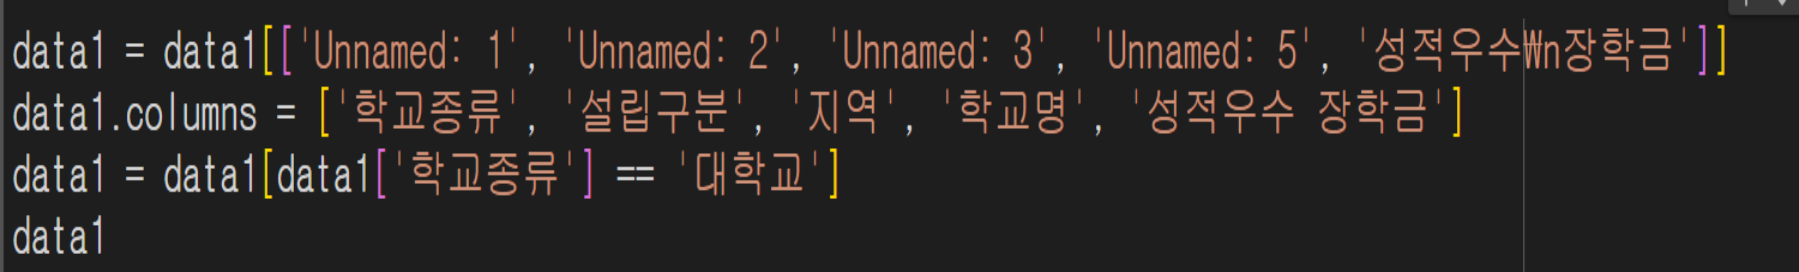 data1 = data1[['Unnamed: 1', 'Unnamed: 2', 'Unnamed: 3', 'Unnamed: 5', '성적우수₩n장학금']]
data1.columns = ['학교종류', '설립구분', '지역', '학교명', '성적우수 장학금']
data1 = data1[data1['학교종류'] == '대학교']
data1